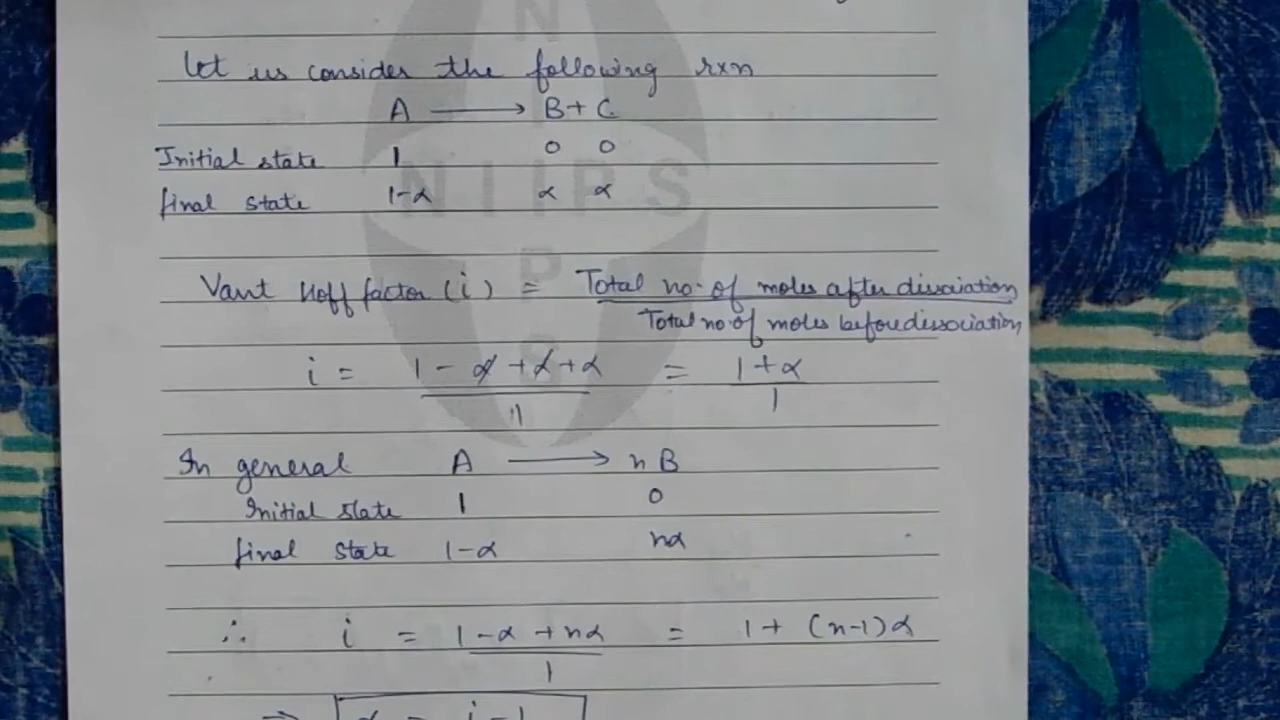 Let us consider the following rxn
A ⟶ B + C
Initial state 1 0 0
final state 1-α α α
Vant Hoff factor (i) = Total no. of moles after dissociation
Total no of moles before dissociation
i = 1 - α + α + α = 1 + α
1 1
In general A ⟶ n B
Initial state 1 0
final state 1-α nα
∴ i = 1 - α + nα = 1 + (n-1)α
1
⇒ α = i - 1
N
NIIPS
P